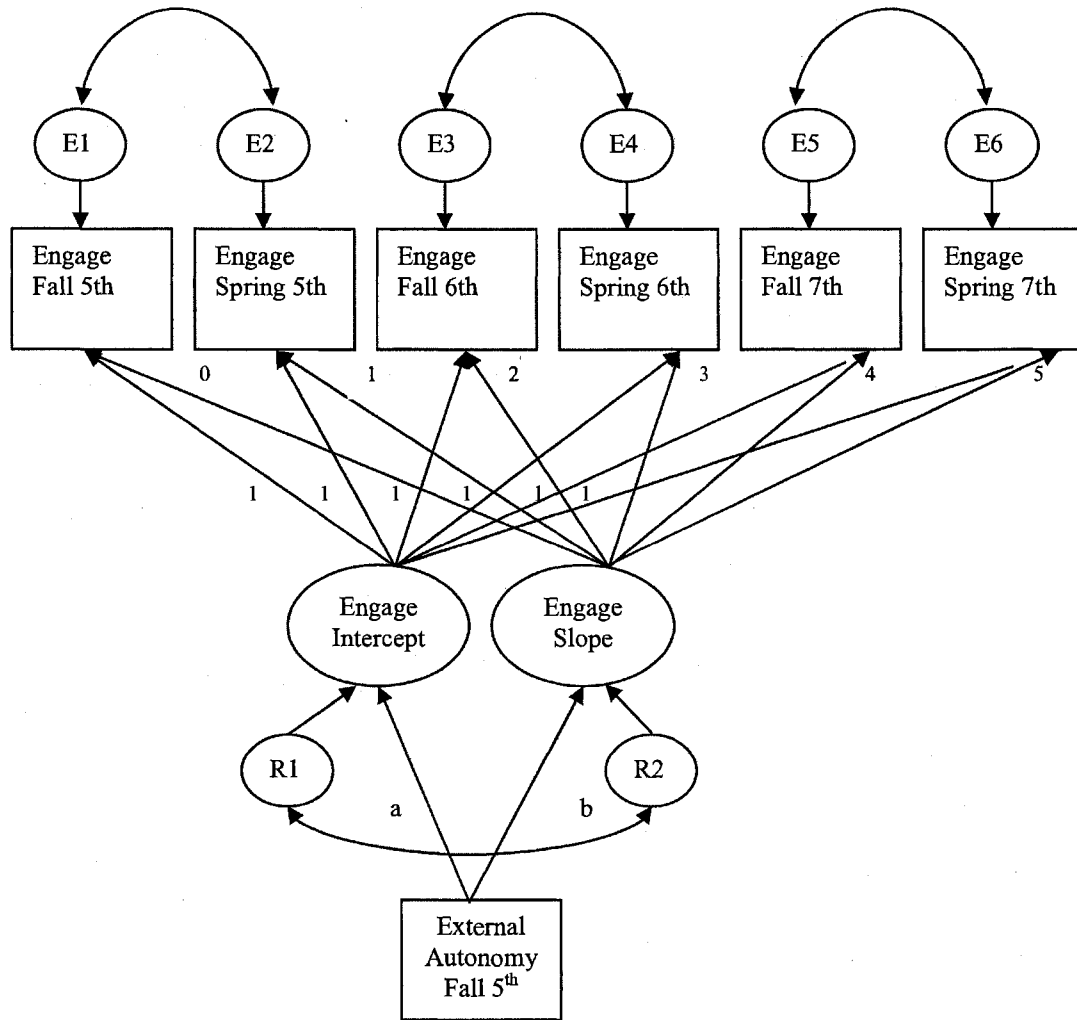 E1 E2 E3 E4 E5 E6
Engage
Fall 5th
Engage
Spring 5th
Engage
Fall 6th
Engage
Spring 6th
Engage
Fall 7th
Engage
Spring 7th
0 1 2 3 4 5
1 1 1 1 1 1
Engage
Intercept
Engage
Slope
R1 R2
a b
External
Autonomy
Fall 5th